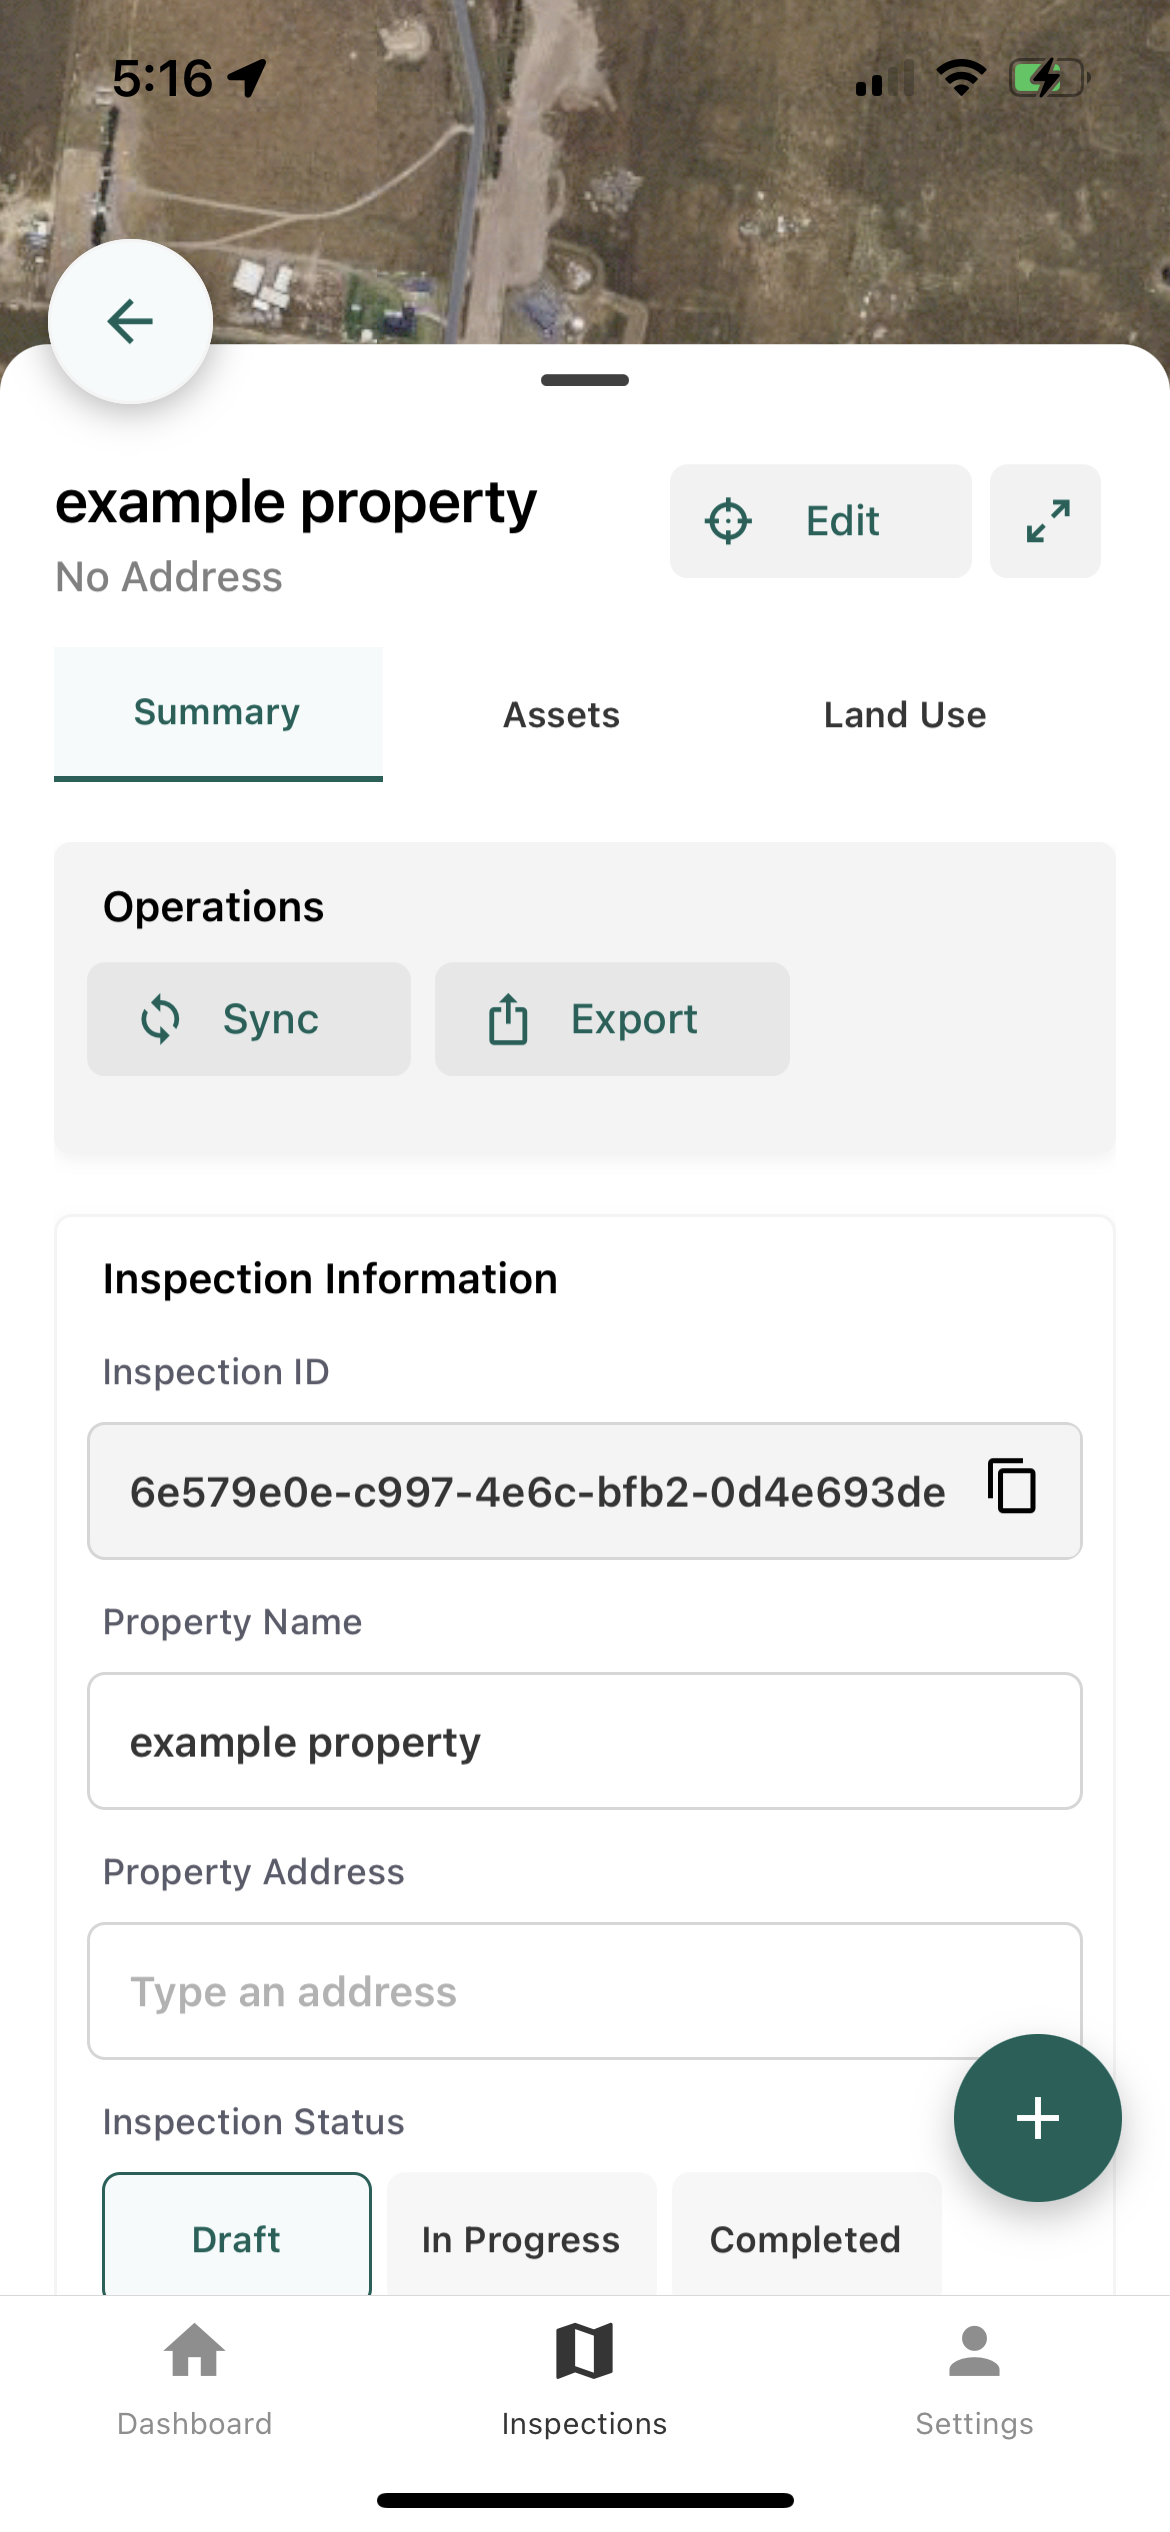 5:16
example property
No Address
Edit
Summary
Assets
Land Use
Operations
Sync
Export
Inspection Information
Inspection ID
6e579e0e-c997-4e6c-bfb2-0d4e693de
Property Name
example property
Property Address
Type an address
Inspection Status
Draft
In Progress
Completed
Dashboard
Inspections
Settings